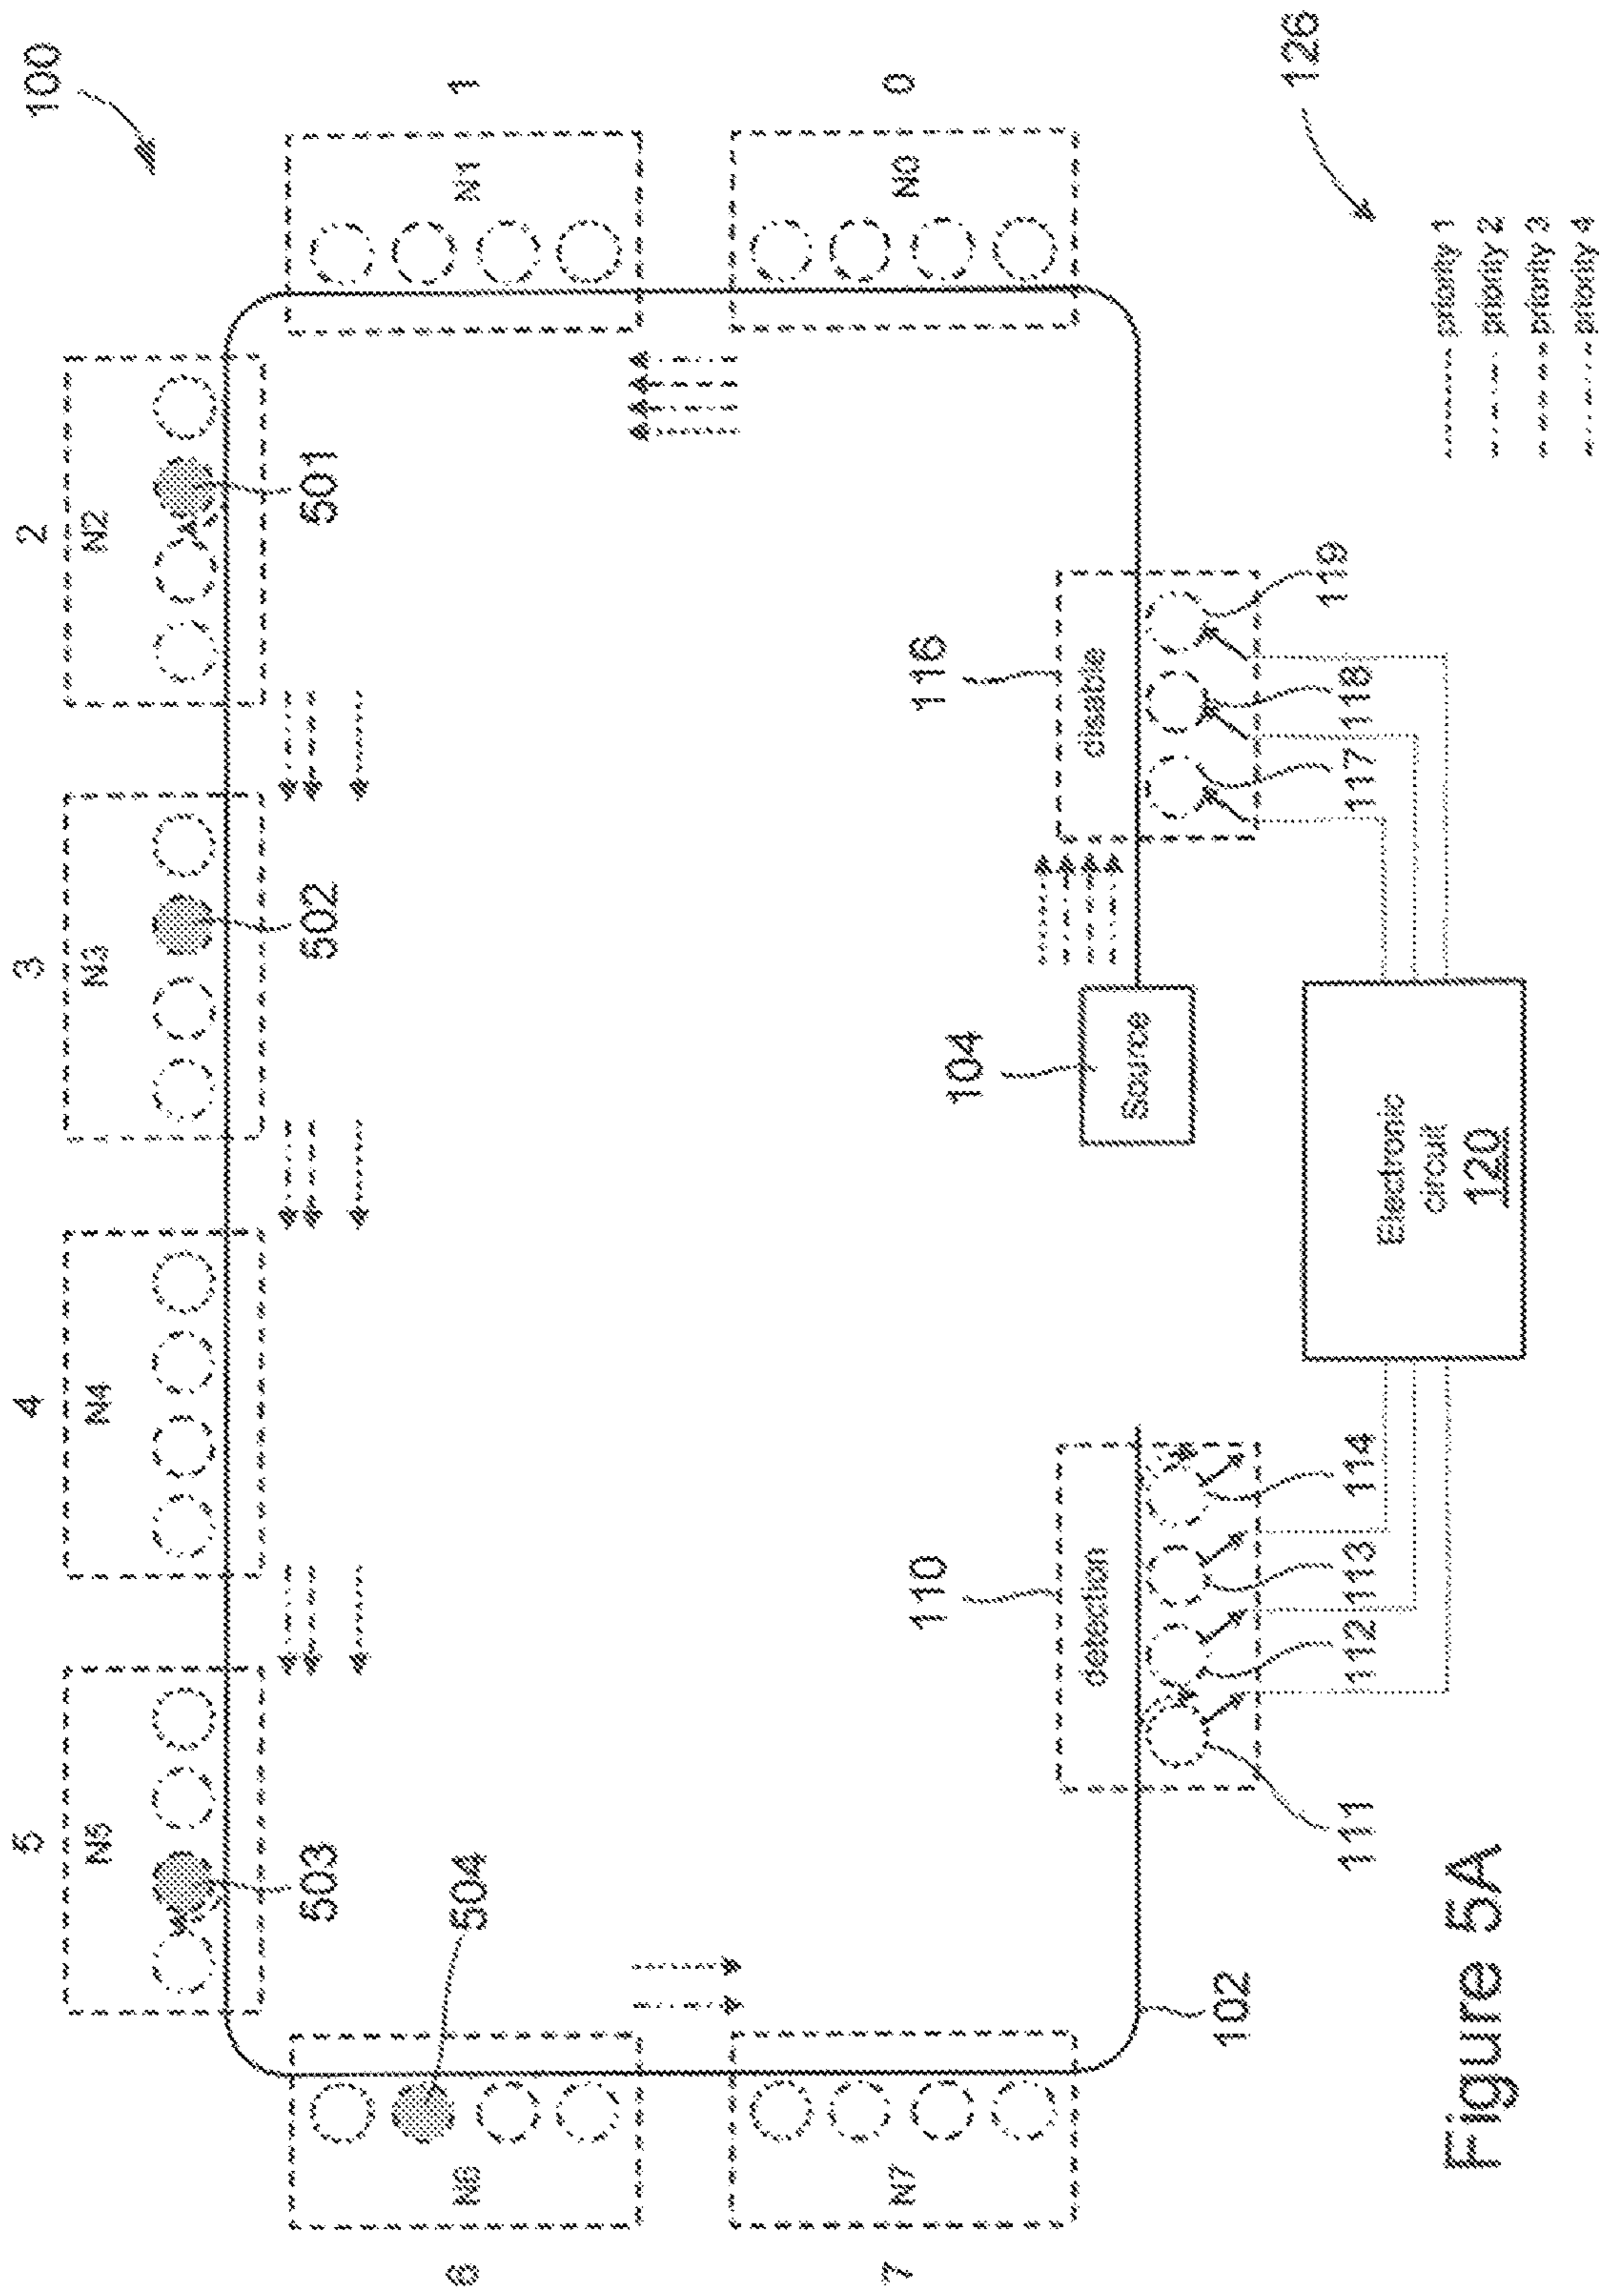 100
2
N2
3
N3
4
N4
5
N5
501
502
503
504
1
N1
0
N0
6
N6
7
N7
116
disable
104
Source
110
detection
119
118
117
114
113
112
111
102
Electronic
circuit
120
126
priority 1
priority 2
priority 3
priority 4
Figure 5A